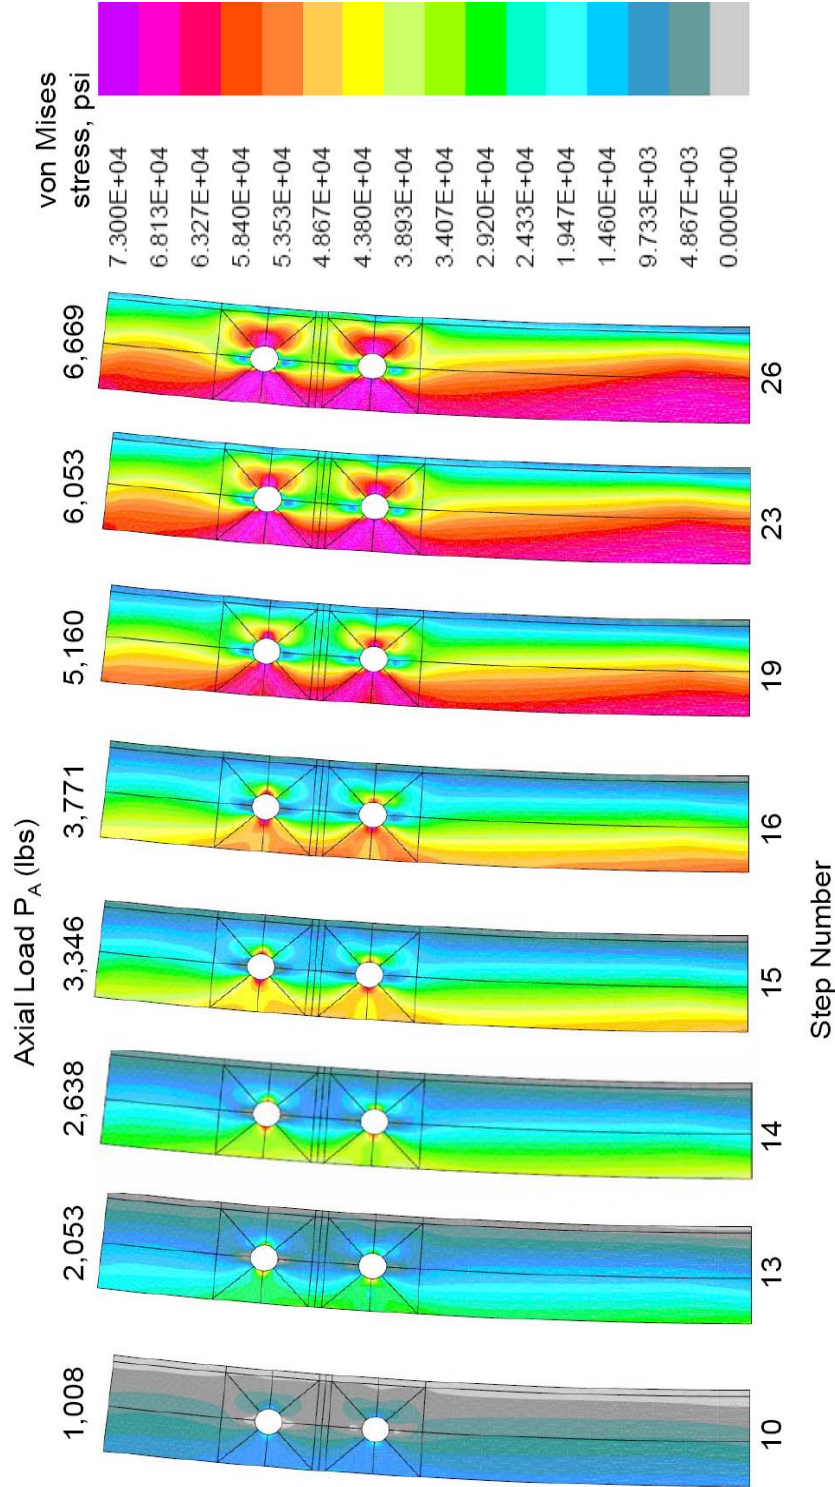 Axial Load P_A (lbs)
1,008
2,053
2,638
3,346
3,771
5,160
6,053
6,669
von Mises
stress, psi
7.300E+04
6.813E+04
6.327E+04
5.840E+04
5.353E+04
4.867E+04
4.380E+04
3.893E+04
3.407E+04
2.920E+04
2.433E+04
1.947E+04
1.460E+04
9.733E+03
4.867E+03
0.000E+00
10
13
14
15
16
19
23
26
Step Number